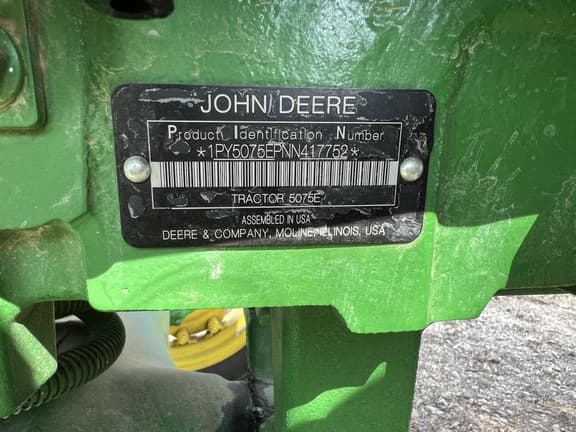 JOHN DEERE
Product Identification Number
*1PY5075EPNN417752*
TRACTOR 5075E
ASSEMBLED IN USA
DEERE & COMPANY, MOLINE, ILLINOIS, USA